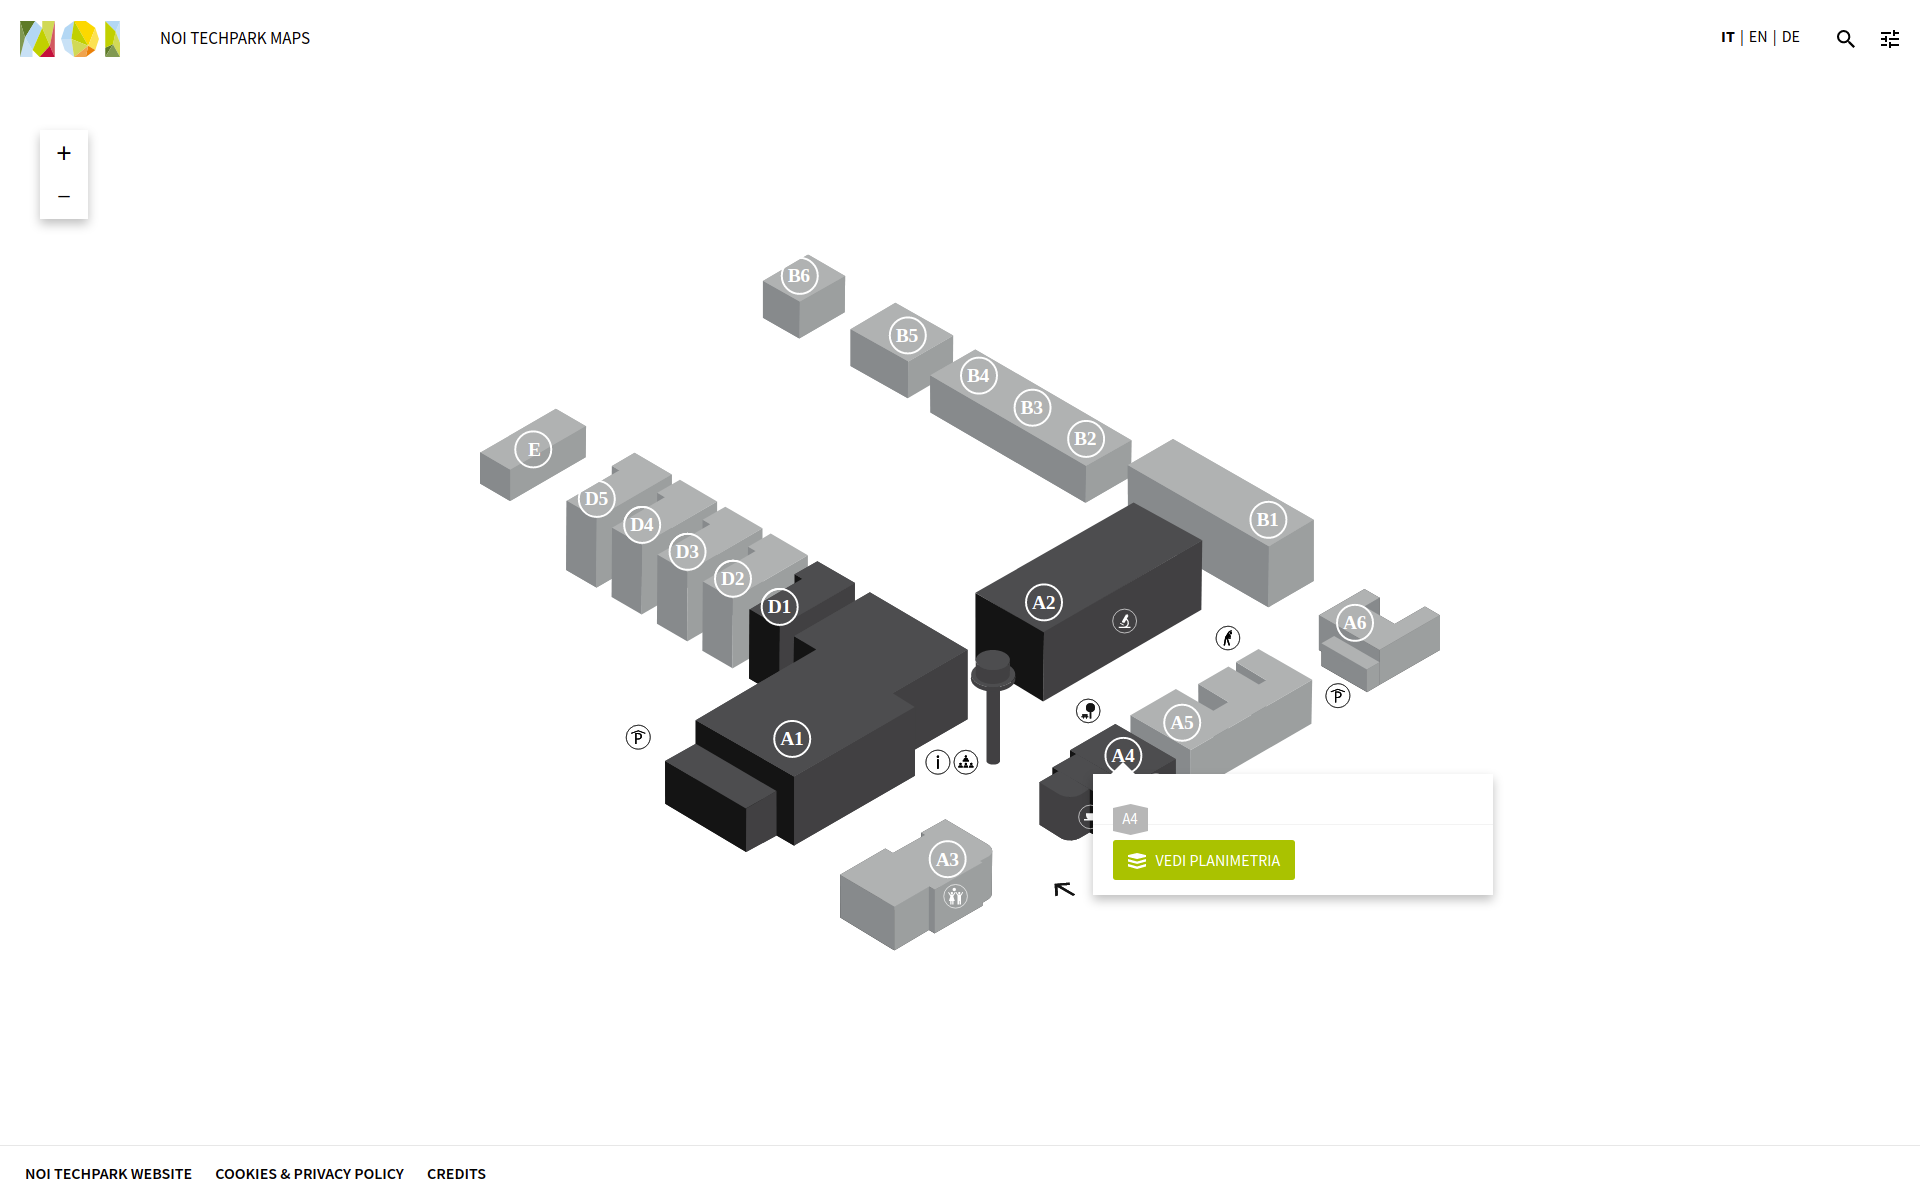 NOI
NOI TECHPARK MAPS
IT | EN | DE
+
−
B6
B5
B4
B3
B2
E
D5
D4
D3
D2
D1
B1
A2
A6
P
A5
P
A1
A4
i
A3
A4
VEDI PLANIMETRIA
NOI TECHPARK WEBSITE
COOKIES & PRIVACY POLICY
CREDITS